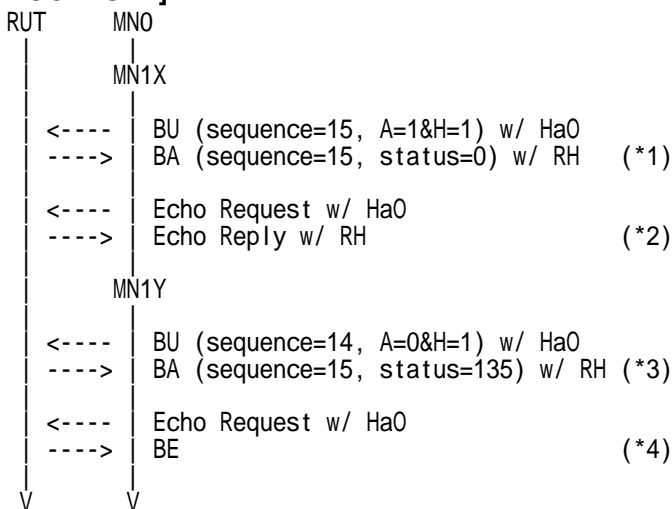 RUT MN0
MN1X
<---- BU (sequence=15, A=1&H=1) w/ HaO
----> BA (sequence=15, status=0) w/ RH (*1)
<---- Echo Request w/ HaO
----> Echo Reply w/ RH (*2)
MN1Y
<---- BU (sequence=14, A=0&H=1) w/ HaO
----> BA (sequence=15, status=135) w/ RH (*3)
<---- Echo Request w/ HaO
----> BE (*4)
V V